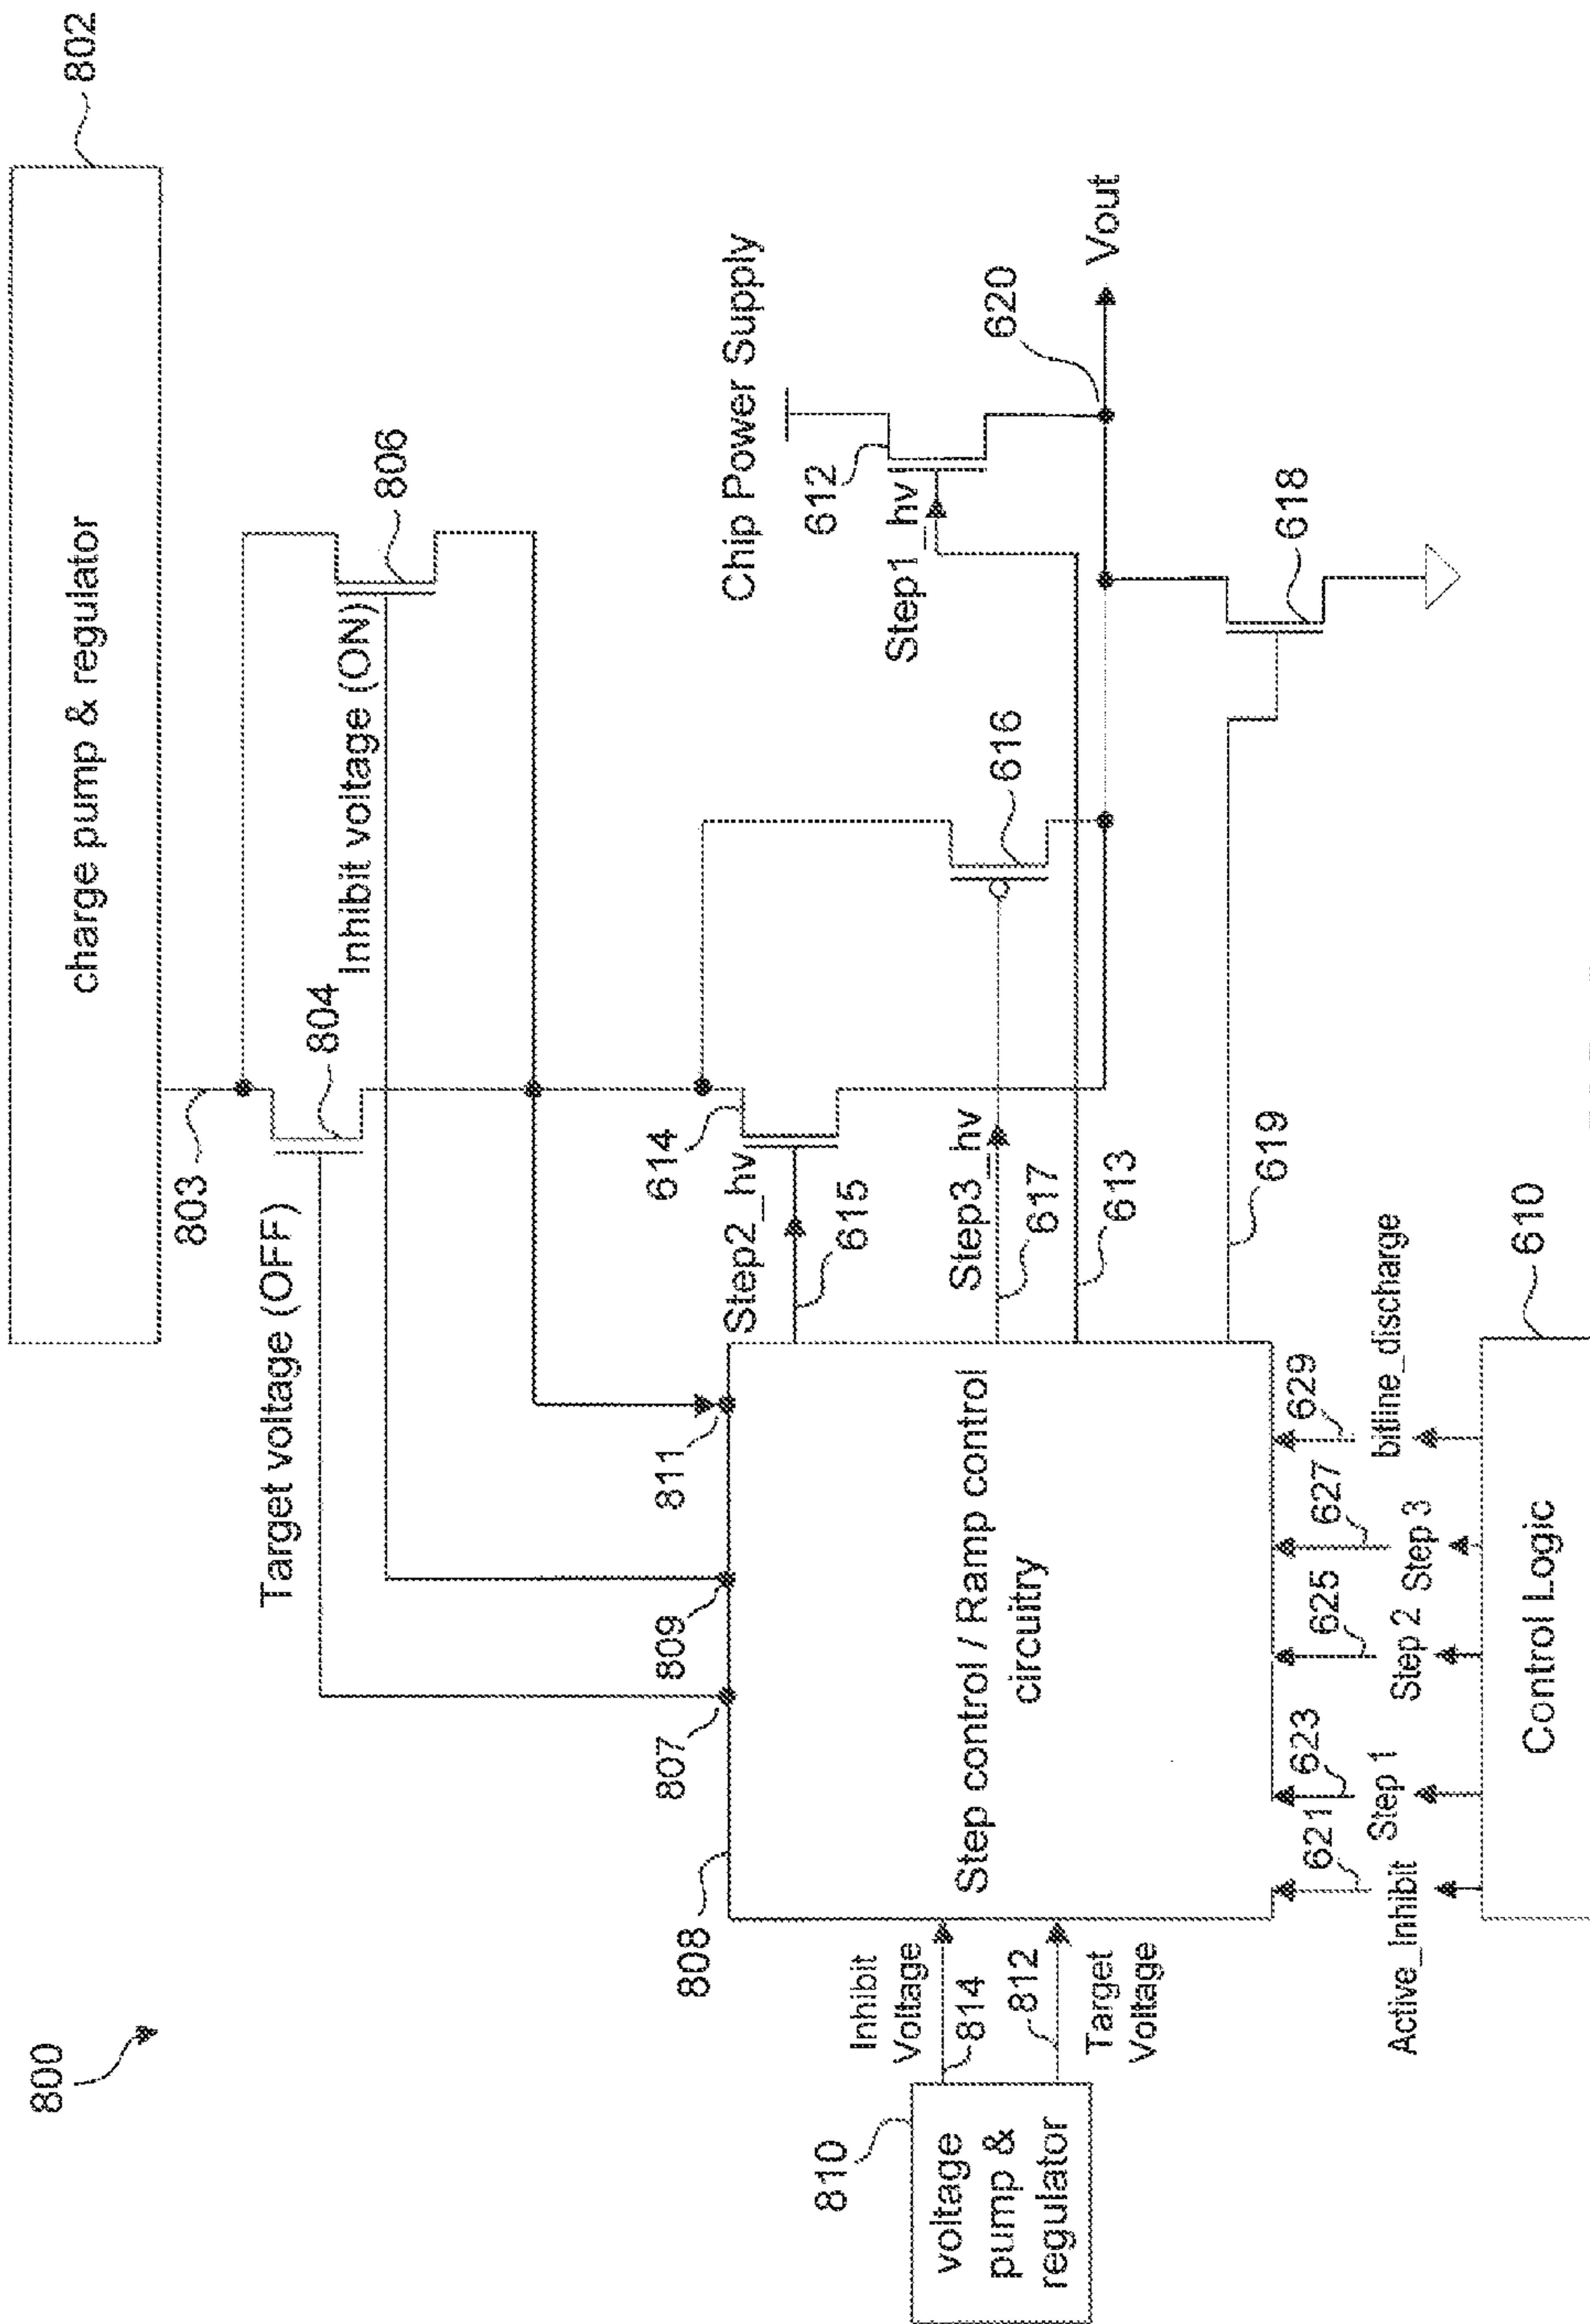 800
charge pump & regulator
802
803
Target voltage (OFF)
804
Inhibit voltage (ON)
806
807
809
811
808
614
Step2_hv
615
Step3_hv
617
616
613
Chip Power Supply
612
Step1_hv
620
Vout
618
619
Step control / Ramp control
circuitry
810
voltage
pump &
regulator
Inhibit
Voltage
814
812
Target
Voltage
621
623
625
627
629
Active_Inhibit
Step 1
Step 2
Step 3
bitline_discharge
Control Logic
610